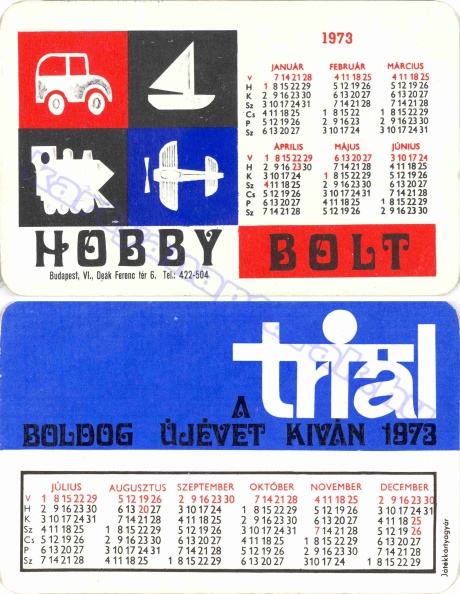 1973
JANUÁR FEBRUÁR MÁRCIUS
V 7 14 21 28 4 11 18 25 4 11 18 25
H 1 8 15 22 29 5 12 19 26 5 12 19 26
K 2 9 16 23 30 6 13 20 27 6 13 20 27
Sz 3 10 17 24 31 7 14 21 28 7 14 21 28
Cs 4 11 18 25 1 8 15 22 1 8 15 22 29
P 5 12 19 26 2 9 16 23 2 9 16 23 30
Sz 6 13 20 27 3 10 17 24 3 10 17 24 31
ÁPRILIS MÁJUS JÚNIUS
V 1 8 15 22 29 6 13 20 27 3 10 17 24
H 2 9 16 23 30 7 14 21 28 4 11 18 25
K 3 10 17 24 1 8 15 22 29 5 12 19 26
Sz 4 11 18 25 2 9 16 23 30 6 13 20 27
Cs 5 12 19 26 3 10 17 24 31 7 14 21 28
P 6 13 20 27 4 11 18 25 1 8 15 22 29
Sz 7 14 21 28 5 12 19 26 2 9 16 23 30
HOBBY BOLT
Budapest, VI., Deák Ferenc tér 6. Tel.: 422-504
trial
A
BOLDOG ÚJÉVET KIVÁN 1973
JÚLIUS AUGUSZTUS SZEPTEMBER OKTÓBER NOVEMBER DECEMBER
V 1 8 15 22 29 5 12 19 26 2 9 16 23 30 7 14 21 28 4 11 18 25 2 9 16 23 30
H 2 9 16 23 30 6 13 20 27 3 10 17 24 1 8 15 22 29 5 12 19 26 3 10 17 24 31
K 3 10 17 24 31 7 14 21 28 4 11 18 25 2 9 16 23 30 6 13 20 27 4 11 18 25
Sz 4 11 18 25 1 8 15 22 29 5 12 19 26 3 10 17 24 31 7 14 21 28 5 12 19 26
Cs 5 12 19 26 2 9 16 23 30 6 13 20 27 4 11 18 25 1 8 15 22 29 6 13 20 27
P 6 13 20 27 3 10 17 24 31 7 14 21 28 5 12 19 26 2 9 16 23 30 7 14 21 28
Sz 7 14 21 28 4 11 18 25 1 8 15 22 29 6 13 20 27 3 10 17 24 1 8 15 22 29
Játékkártyagyár